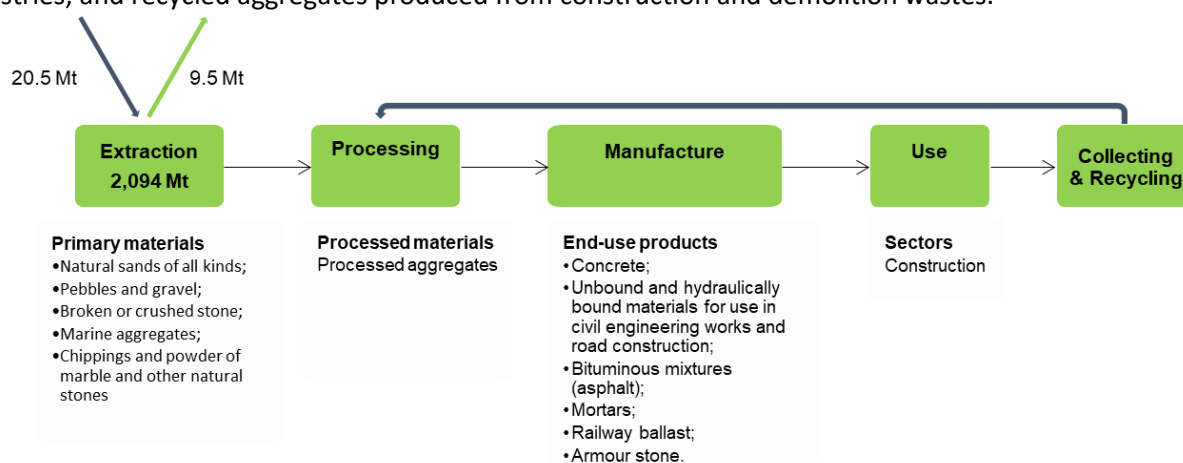 stries, and recycled aggregates produced from construction and demolition wastes.
20.5 Mt
9.5 Mt
Extraction
2,094 Mt
Processing
Manufacture
Use
Collecting
& Recycling
Primary materials
•Natural sands of all kinds;
•Pebbles and gravel;
•Broken or crushed stone;
•Marine aggregates;
•Chippings and powder of
marble and other natural
stones
Processed materials
Processed aggregates
End-use products
•Concrete;
•Unbound and hydraulically
bound materials for use in
civil engineering works and
road construction;
•Bituminous mixtures
(asphalt);
•Mortars;
•Railway ballast;
•Armour stone.
Sectors
Construction